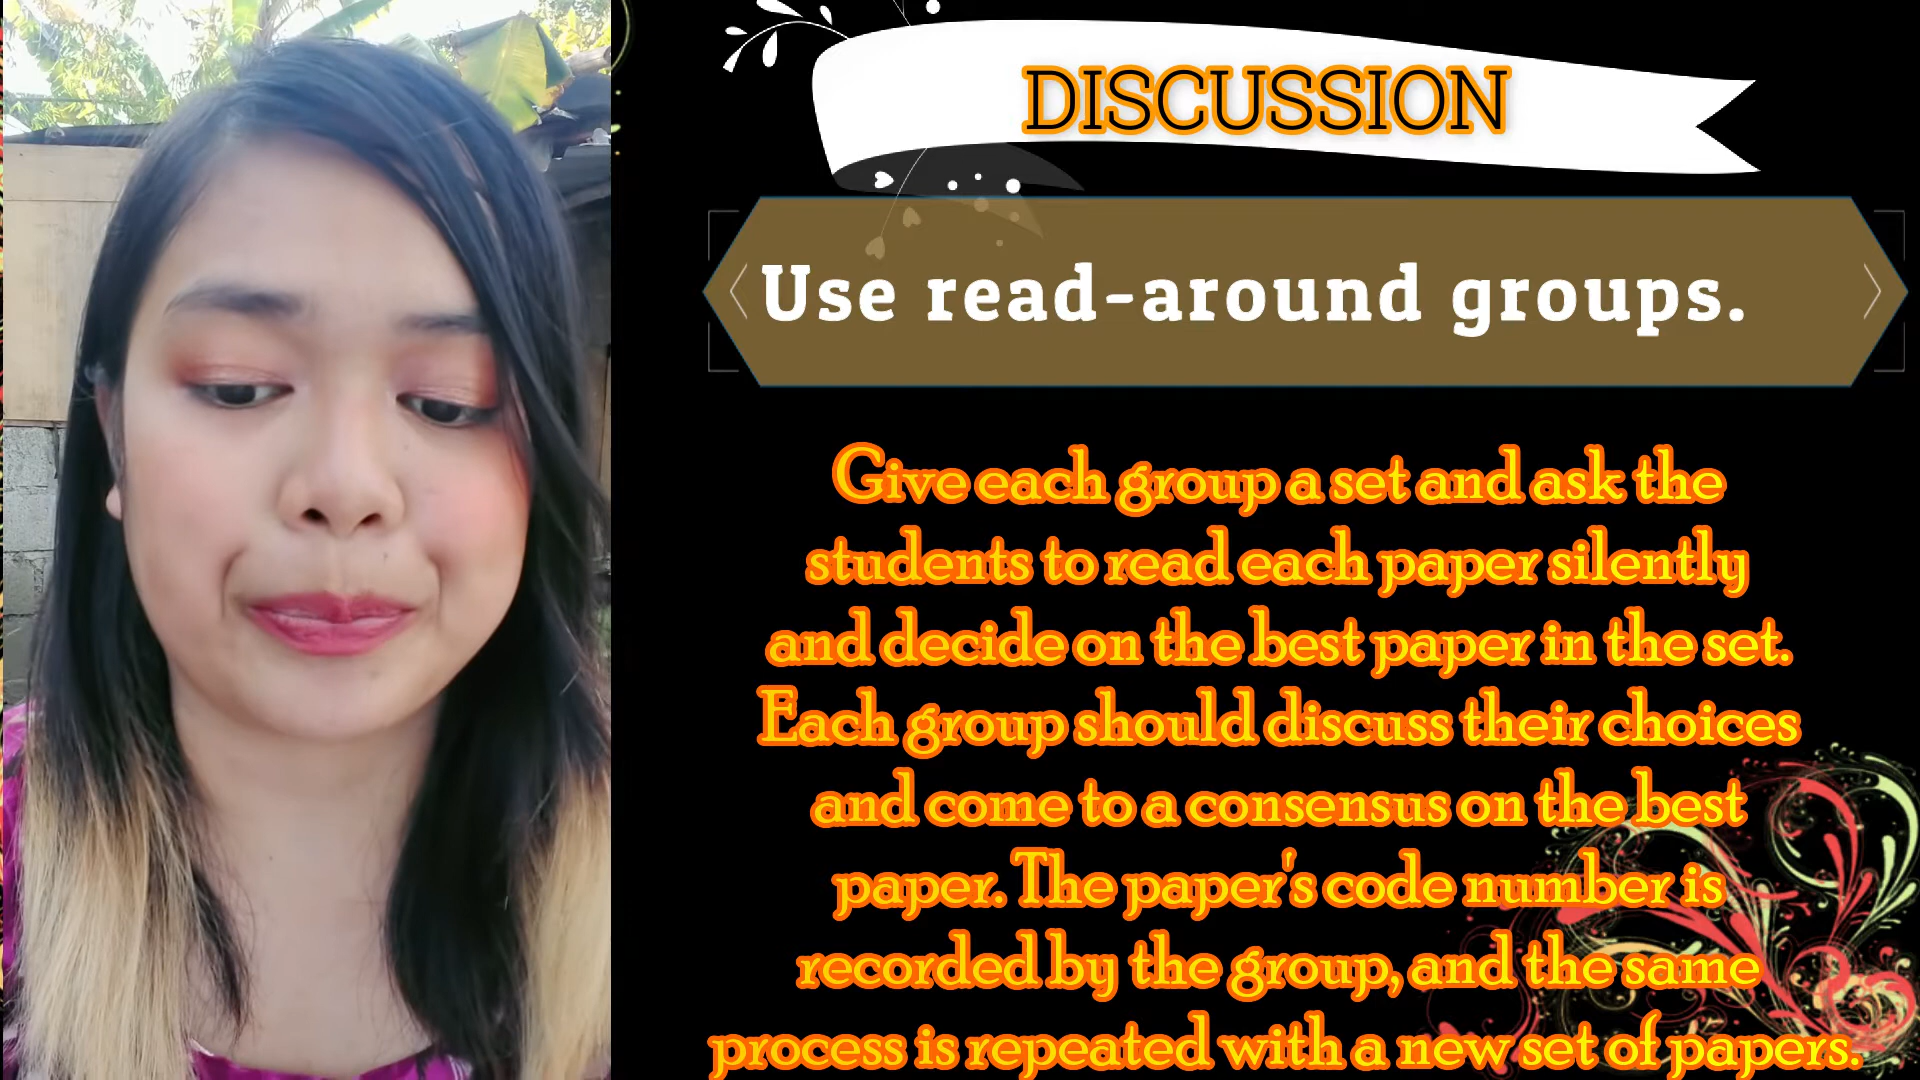 DISCUSSION
Use read-around groups.
Give each group a set and ask the
students to read each paper silently
and decide on the best paper in the set.
Each group should discuss their choices
and come to a consensus on the best
paper. The paper's code number is
recorded by the group, and the same
process is repeated with a new set of papers.